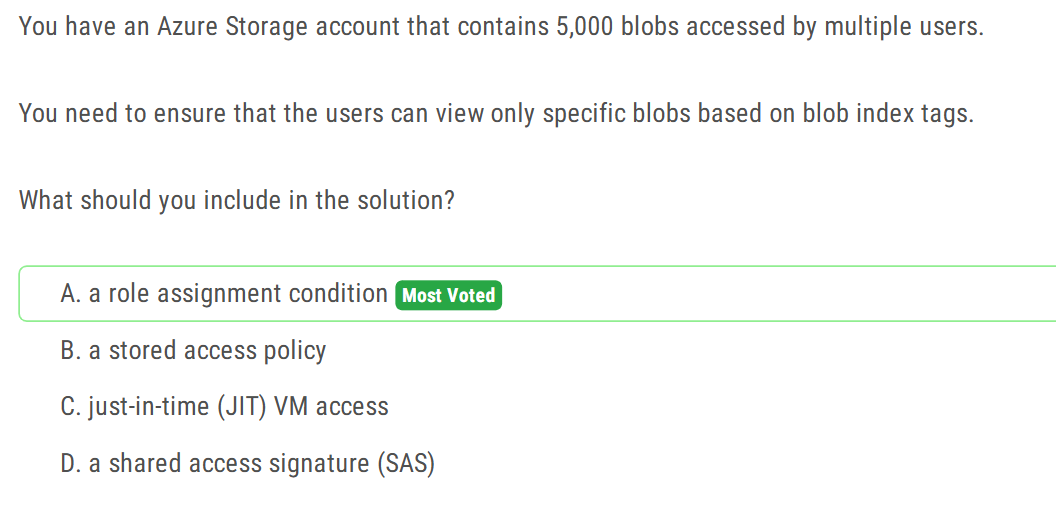 You have an Azure Storage account that contains 5,000 blobs accessed by multiple users.
You need to ensure that the users can view only specific blobs based on blob index tags.
What should you include in the solution?
A. a role assignment condition Most Voted
B. a stored access policy
C. just-in-time (JIT) VM access
D. a shared access signature (SAS)